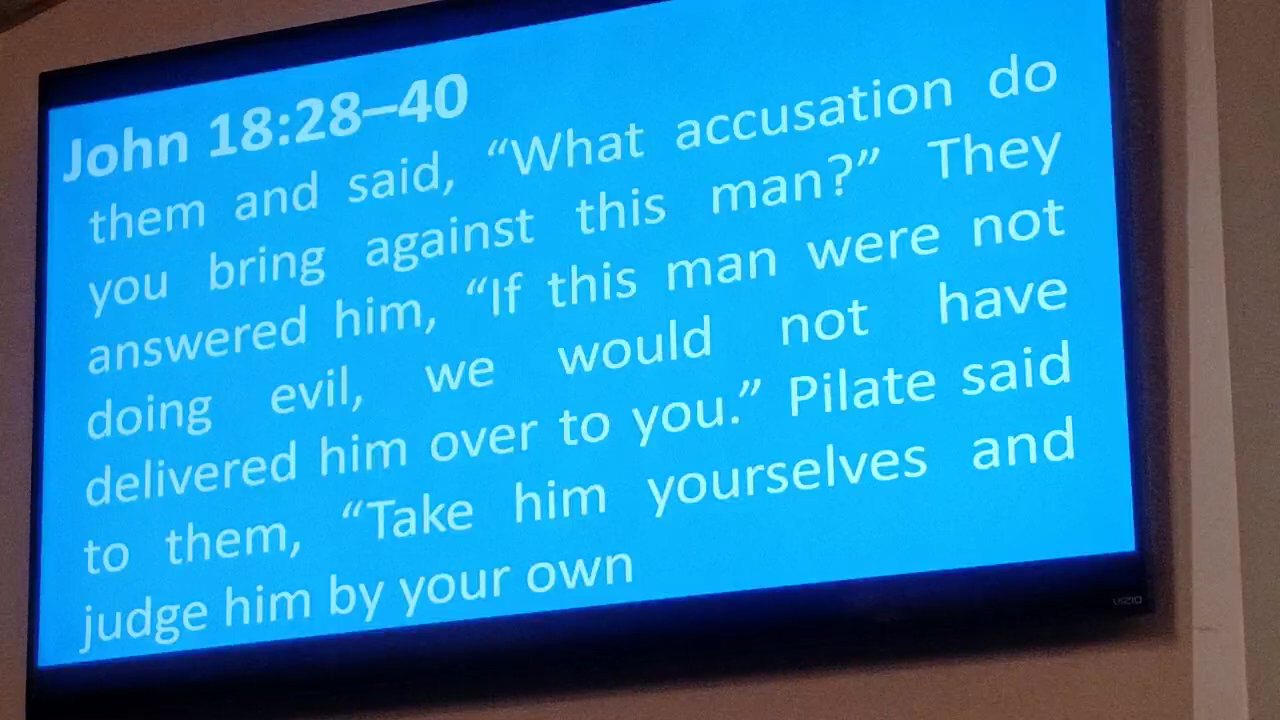 John 18:28–40
them and said, “What accusation do
you bring against this man?” They
answered him, “If this man were not
doing evil, we would not have
delivered him over to you.” Pilate said
to them, “Take him yourselves and
judge him by your own
VIZIO